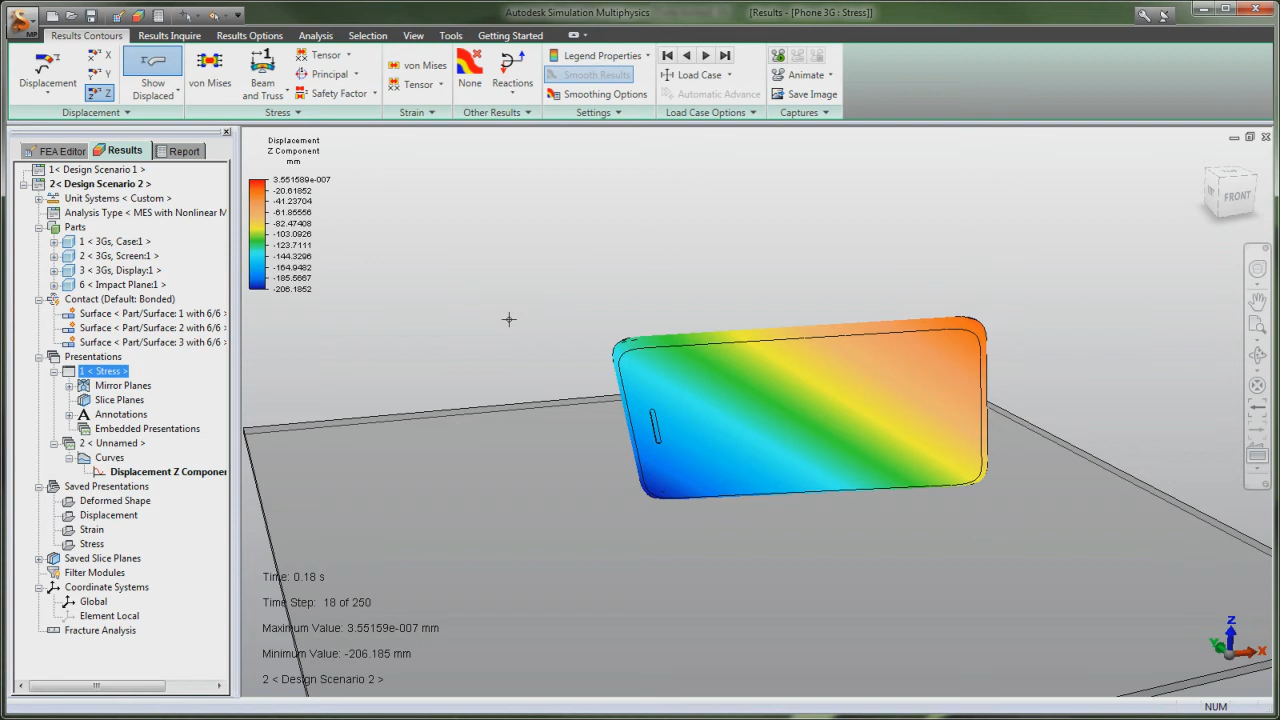 Autodesk Simulation Multiphysics [Results - [Phone 3G : Stress]]
MP
Results Contours Results Inquire Results Options Analysis Selection View Tools Getting Started
Displacement X Y Z Show Displaced von Mises Beam and Truss Tensor Principal Safety Factor von Mises Tensor None Reactions Legend Properties Smooth Results Smoothing Options Load Case Automatic Advance Animate Save Image
Displacement Stress Strain Other Results Settings Load Case Options Captures
FEA Editor Results Report
1< Design Scenario 1 >
2< Design Scenario 2 >
Unit Systems < Custom >
Analysis Type < MES with Nonlinear M
Parts
1 < 3Gs, Case:1 >
2 < 3Gs, Screen:1 >
3 < 3Gs, Display:1 >
6 < Impact Plane:1 >
Contact (Default: Bonded)
Surface < Part/Surface: 1 with 6/6
Surface < Part/Surface: 2 with 6/6
Surface < Part/Surface: 3 with 6/6
Presentations
1 < Stress >
Mirror Planes
Slice Planes
Annotations
Embedded Presentations
2 < Unnamed >
Curves
Displacement Z Componer
Saved Presentations
Deformed Shape
Displacement
Strain
Stress
Saved Slice Planes
Filter Modules
Coordinate Systems
Global
Element Local
Fracture Analysis
Displacement
Z Component
mm
3.551589e-007
-20.61852
-41.23704
-61.85556
-82.47408
-103.0926
-123.7111
-144.3296
-164.9482
-185.5667
-206.1852
FRONT
Time: 0.18 s
Time Step: 18 of 250
Maximum Value: 3.55159e-007 mm
Minimum Value: -206.185 mm
2 < Design Scenario 2 >
Z
Y
X
NUM